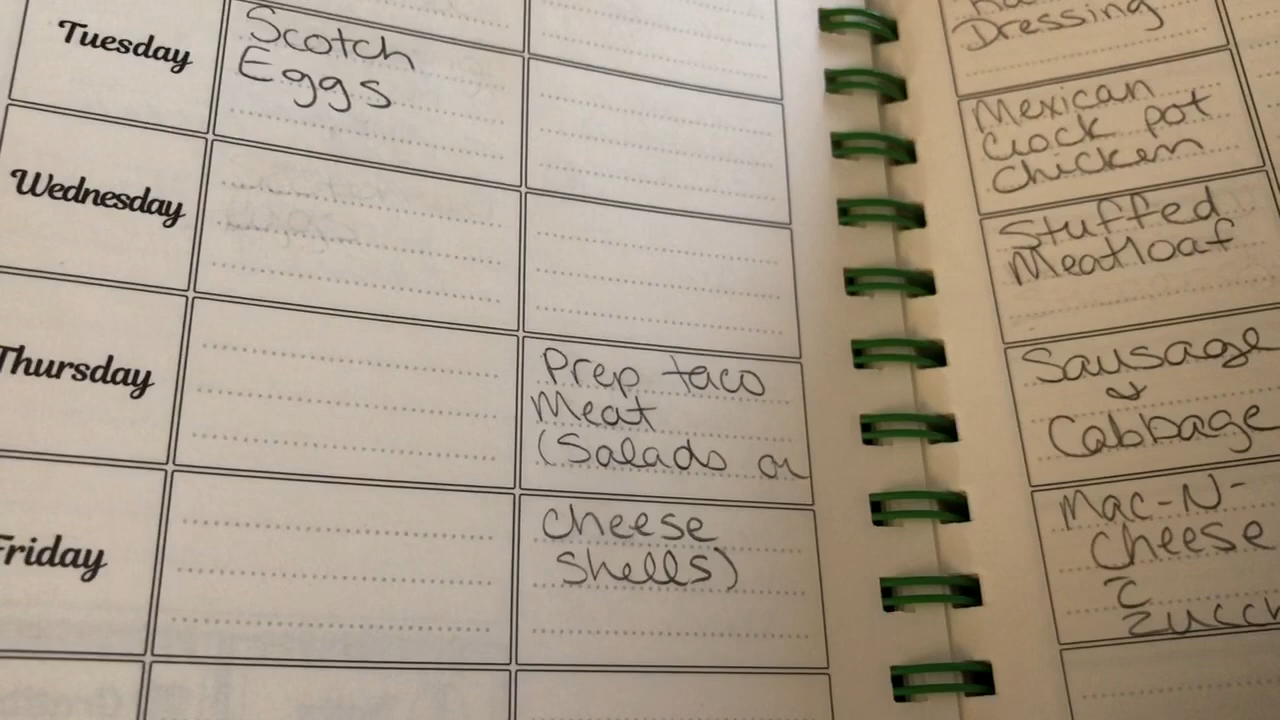 Tuesday
Scotch
Eggs
Wednesday
Thursday
Prep taco
Meat
(Salads or
Friday
cheese
shells)
Dressing
Mexican
Crock pot
Chicken
Stuffed
Meatloaf
Sausage
&
Cabbage
Mac-N-
Cheese
c̄